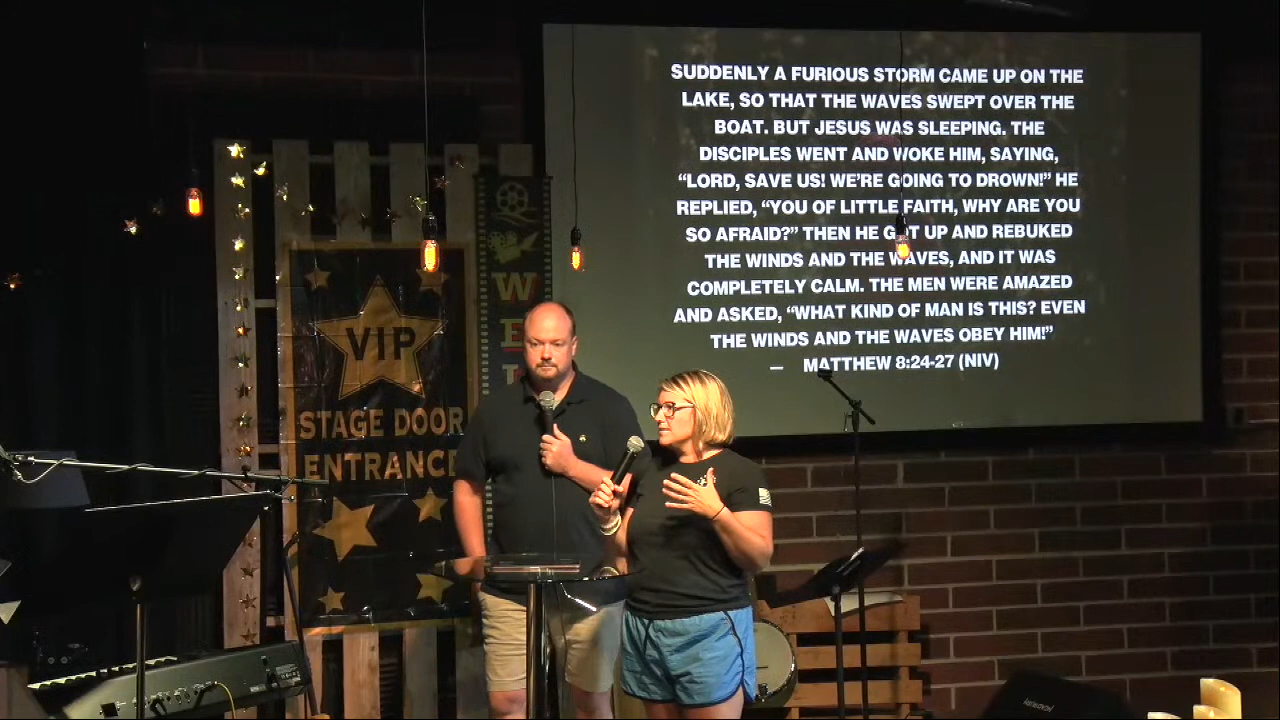 SUDDENLY A FURIOUS STORM CAME UP ON THE
LAKE, SO THAT THE WAVES SWEPT OVER THE
BOAT. BUT JESUS WAS SLEEPING. THE
DISCIPLES WENT AND WOKE HIM, SAYING,
“LORD, SAVE US! WE’RE GOING TO DROWN!” HE
REPLIED, “YOU OF LITTLE FAITH, WHY ARE YOU
SO AFRAID?” THEN HE GOT UP AND REBUKED
THE WINDS AND THE WAVES, AND IT WAS
COMPLETELY CALM. THE MEN WERE AMAZED
AND ASKED, “WHAT KIND OF MAN IS THIS? EVEN
THE WINDS AND THE WAVES OBEY HIM!”
— MATTHEW 8:24-27 (NIV)
VIP
STAGE DOOR
ENTRANCE
W
E